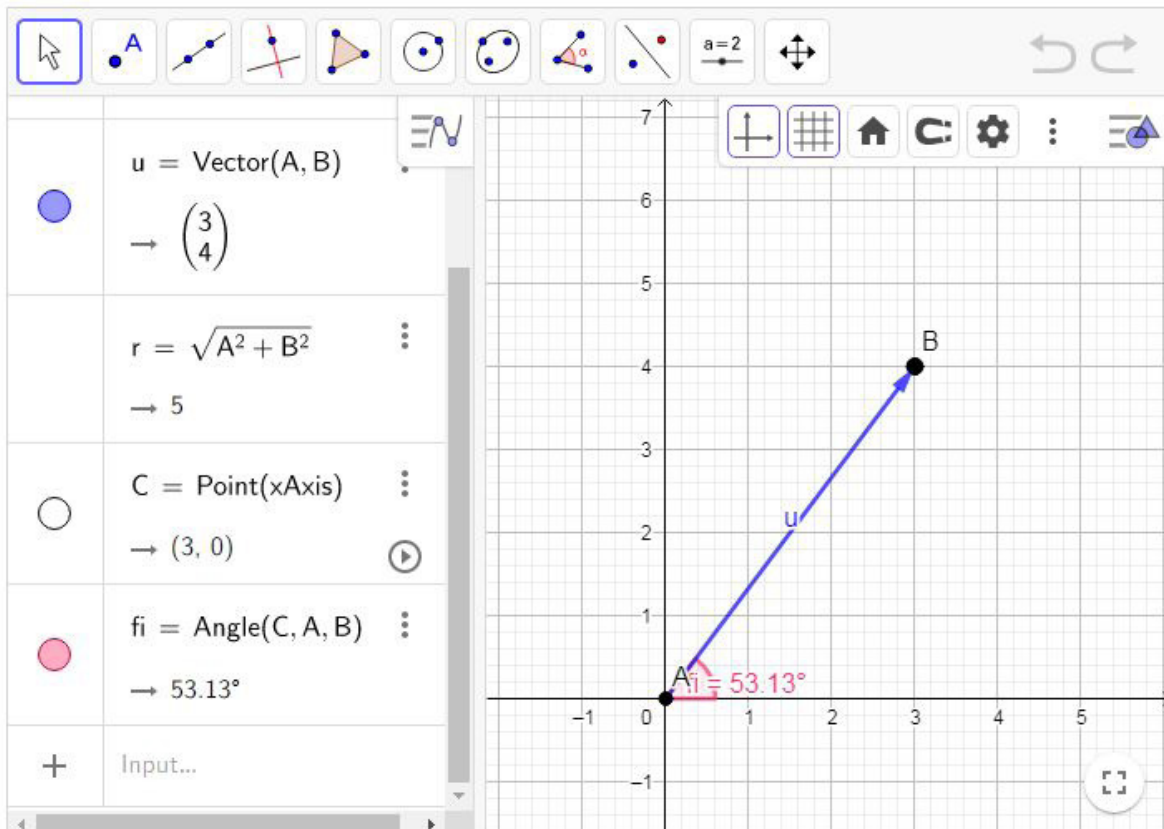 A
a = 2
u = Vector(A, B)
→ (3
4)
r = √A² + B²
→ 5
C = Point(xAxis)
→ (3, 0)
fi = Angle(C, A, B)
→ 53.13°
+ Input...
7
6
5
4
3
2
1
−1
−1 0 1 2 3 4 5
B
u
A
fi = 53.13°
α